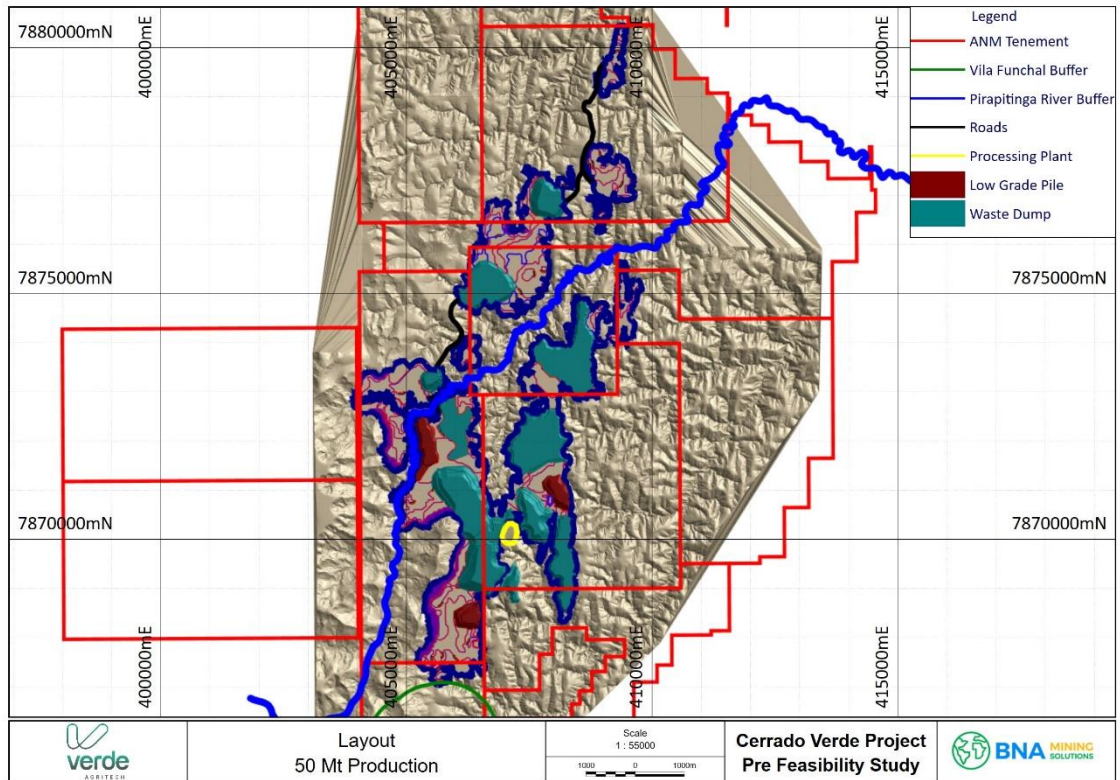 Legend
ANM Tenement
Vila Funchal Buffer
Pirapitinga River Buffer
Roads
Processing Plant
Low Grade Pile
Waste Dump
7880000mN
7880000mN
400000mE
405000mE
410000mE
415000mE
7875000mN
7875000mN
7870000mN
7870000mN
400000mE
405000mE
410000mE
415000mE
verde
AGRITECH
Layout
50 Mt Production
Scale
1 : 55000
1000 0 1000m
Cerrado Verde Project
Pre Feasibility Study
BNA MINING SOLUTIONS